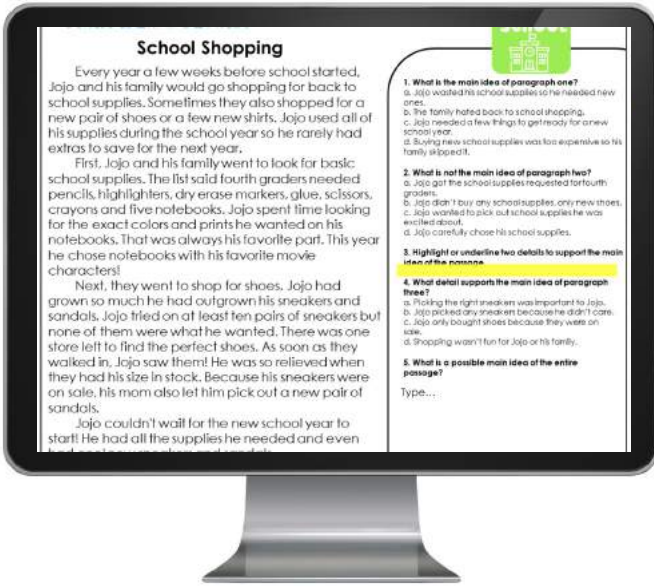 School Shopping
Every year a few weeks before school started,
Jojo and his family would go shopping for back to
school supplies. Sometimes they also shopped for a
new pair of shoes or a few new shirts. Jojo used all of
his supplies during the school year so he rarely had
extras to save for the next year.
First, Jojo and his family went to look for basic
school supplies. The list said fourth graders needed
pencils, highlighters, dry erase markers, glue, scissors,
crayons and five notebooks. Jojo spent time looking
for the exact colors and prints he wanted on his
notebooks. That was always his favorite part. This year
he chose notebooks with his favorite movie
characters!
Next, they went to shop for shoes. Jojo had
grown so much he had outgrown his sneakers and
sandals. Jojo tried on at least ten pairs of sneakers but
none of them were what he wanted. There was one
store left to find the perfect shoes. As soon as they
walked in, Jojo saw them! He was so relieved when
they had his size in stock. Because his sneakers were
on sale, his mom also let him pick out a new pair of
sandals.
Jojo couldn't wait for the new school year to
start! He had all the supplies he needed and even
SCHOOL
1. What is the main idea of paragraph one?
a. Jojo wasted his school supplies so he needed new
ones.
b. The family hated back to school shopping.
c. Jojo needed a few things to get ready for a new
school year.
d. Buying new school supplies was too expensive so his
family skipped it.
2. What is not the main idea of paragraph two?
a. Jojo got the school supplies requested for fourth
graders.
b. Jojo didn't buy any school supplies, only new shoes.
c. Jojo wanted to pick out school supplies he was
excited about.
d. Jojo carefully chose his school supplies.
3. Highlight or underline two details to support the main
idea of the passage.
4. What detail supports the main idea of paragraph
three?
a. Picking the right sneakers was important to Jojo.
b. Jojo picked any sneakers because he didn't care.
c. Jojo only bought shoes because they were on
sale.
d. Shopping wasn't fun for Jojo or his family.
5. What is a possible main idea of the entire
passage?
Type...